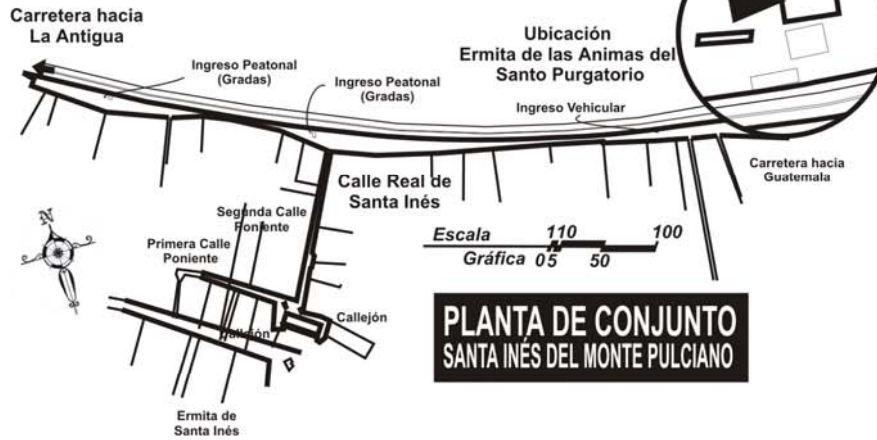 Carretera hacia
La Antigua
Ubicación
Ermita de las Animas del
Santo Purgatorio
Ingreso Peatonal
(Gradas)
Ingreso Peatonal
(Gradas)
Ingreso Vehicular
Carretera hacia
Guatemala
Calle Real de
Santa Inés
Segunda Calle
Poniente
Primera Calle
Poniente
N
Escala 110 100
Gráfica 0 5 50
Callejón
Callejón
PLANTA DE CONJUNTO
SANTA INÉS DEL MONTE PULCIANO
Ermita de
Santa Inés